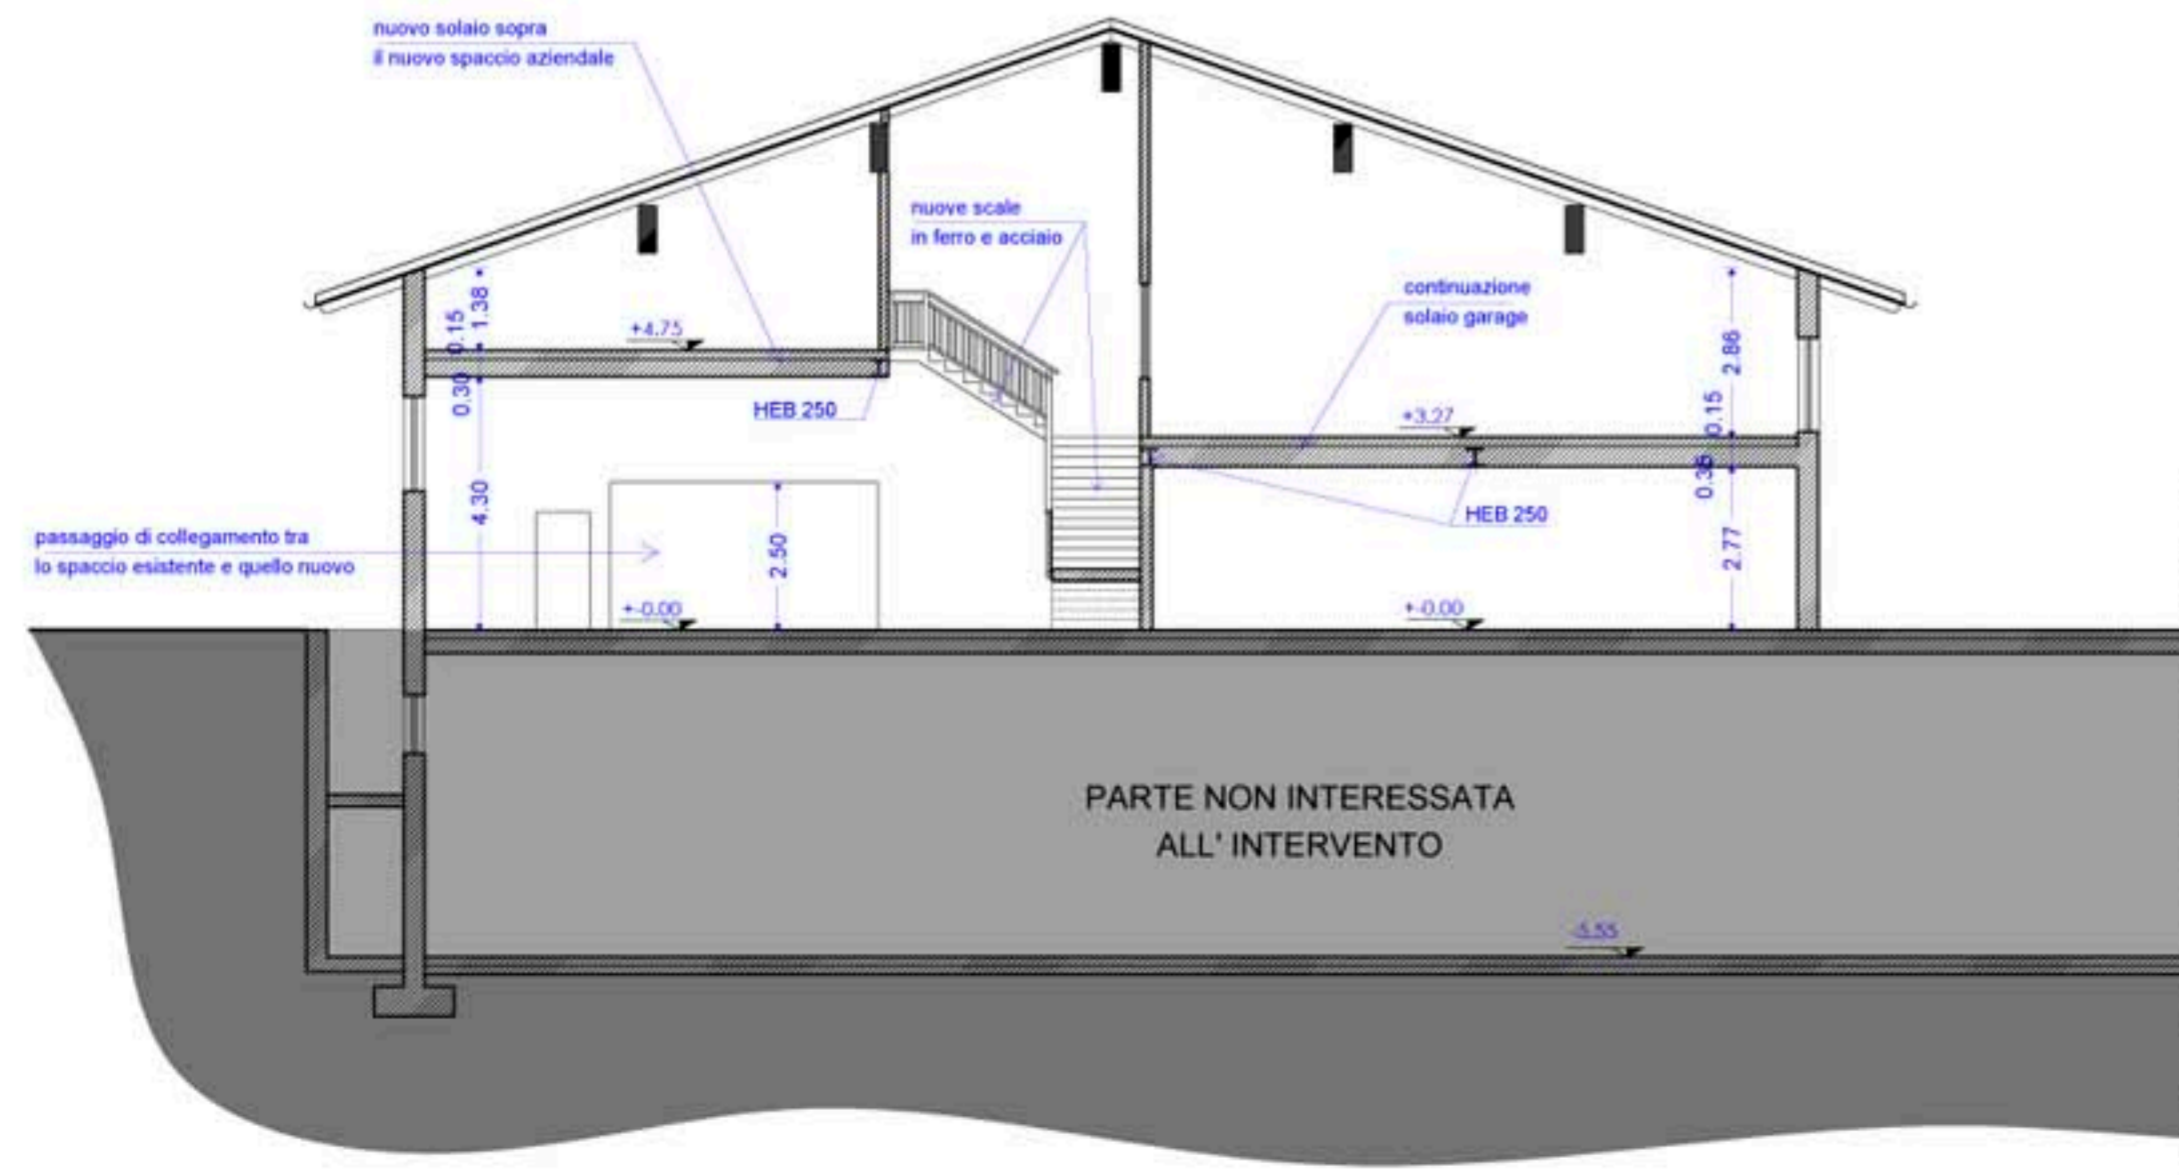 nuovo solaio sopra
il nuovo spaccio aziendale
nuove scale
in ferro e acciaio
continuazione
solaio garage
1.38
0.15
+4.75
2.86
0.30
HEB 250
+3.27
0.15
4.30
0.35
HEB 250
passaggio di collegamento tra
lo spaccio esistente e quello nuovo
2.50
2.77
+-0.00
+-0.00
PARTE NON INTERESSATA
ALL' INTERVENTO
-5.55